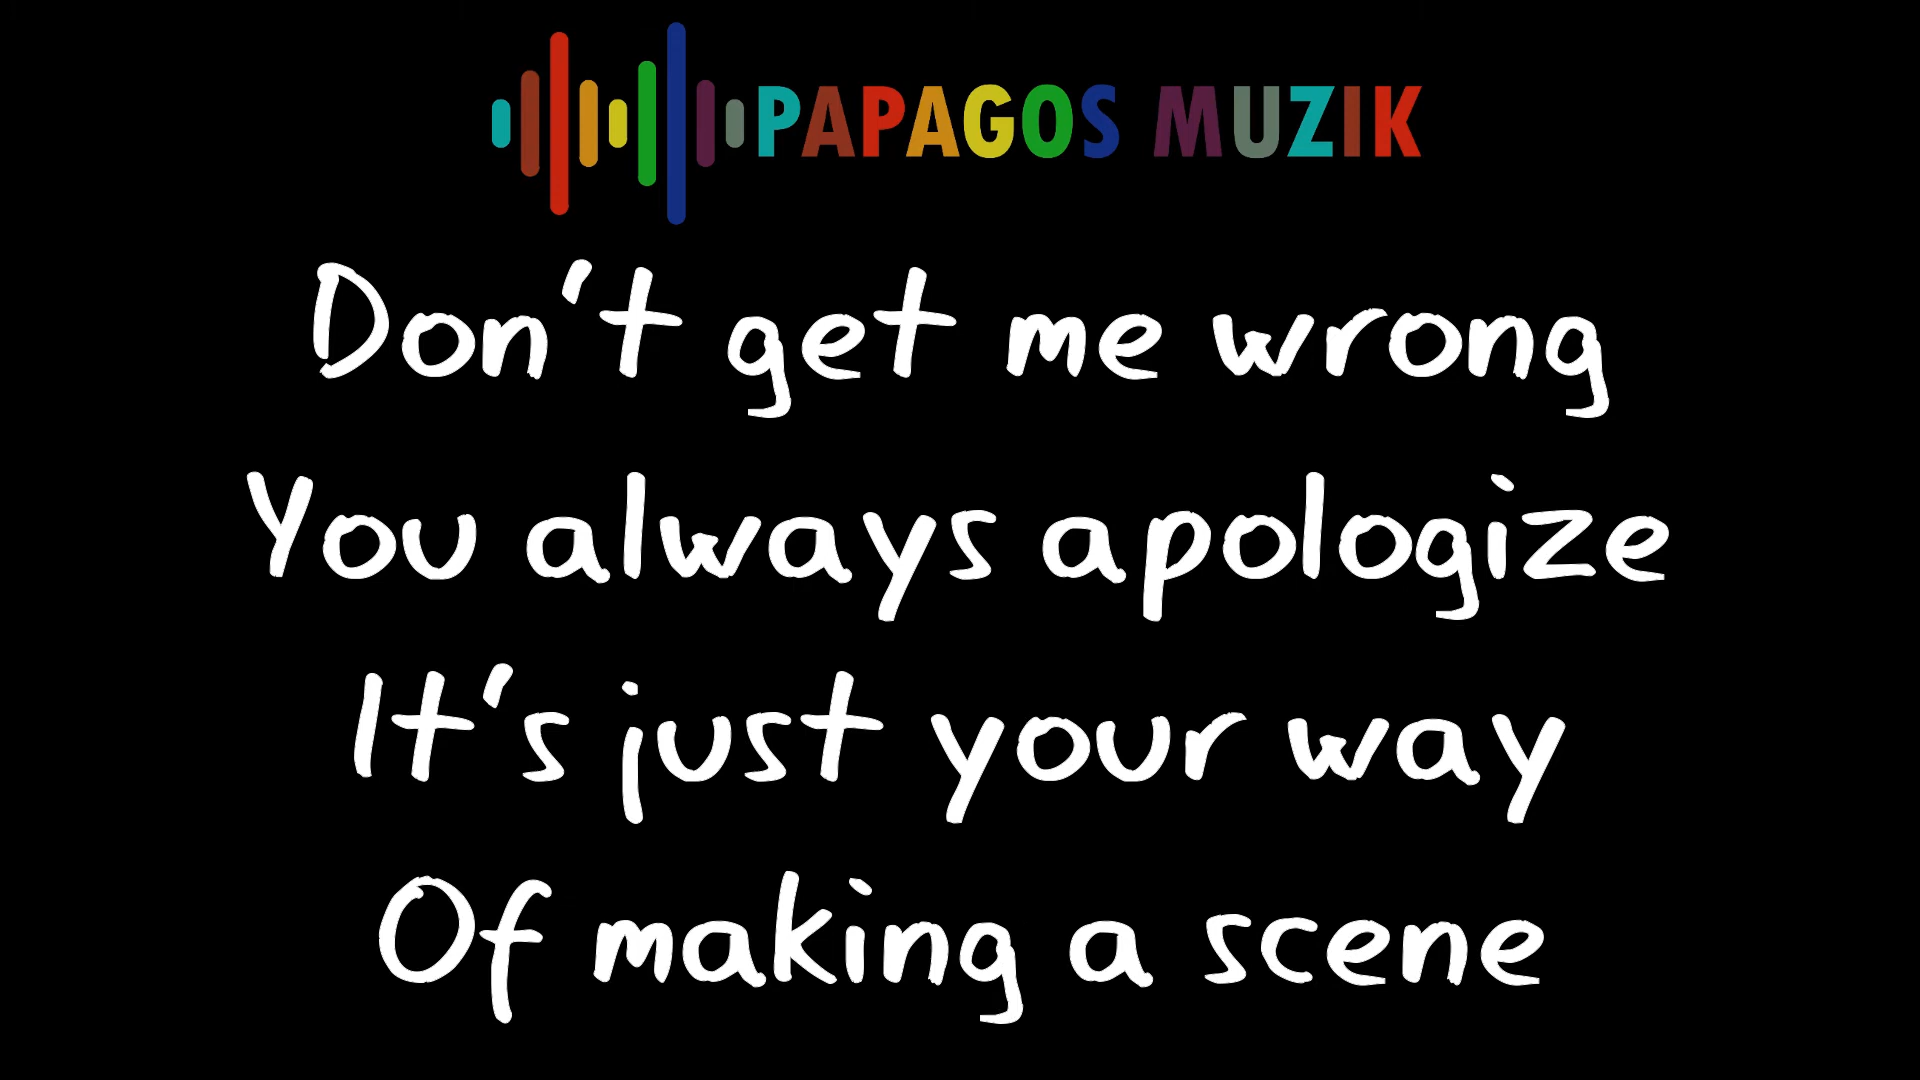 PAPAGOS MUZIK
Don't get me wrong
You always apologize
It's just your way
Of making a scene